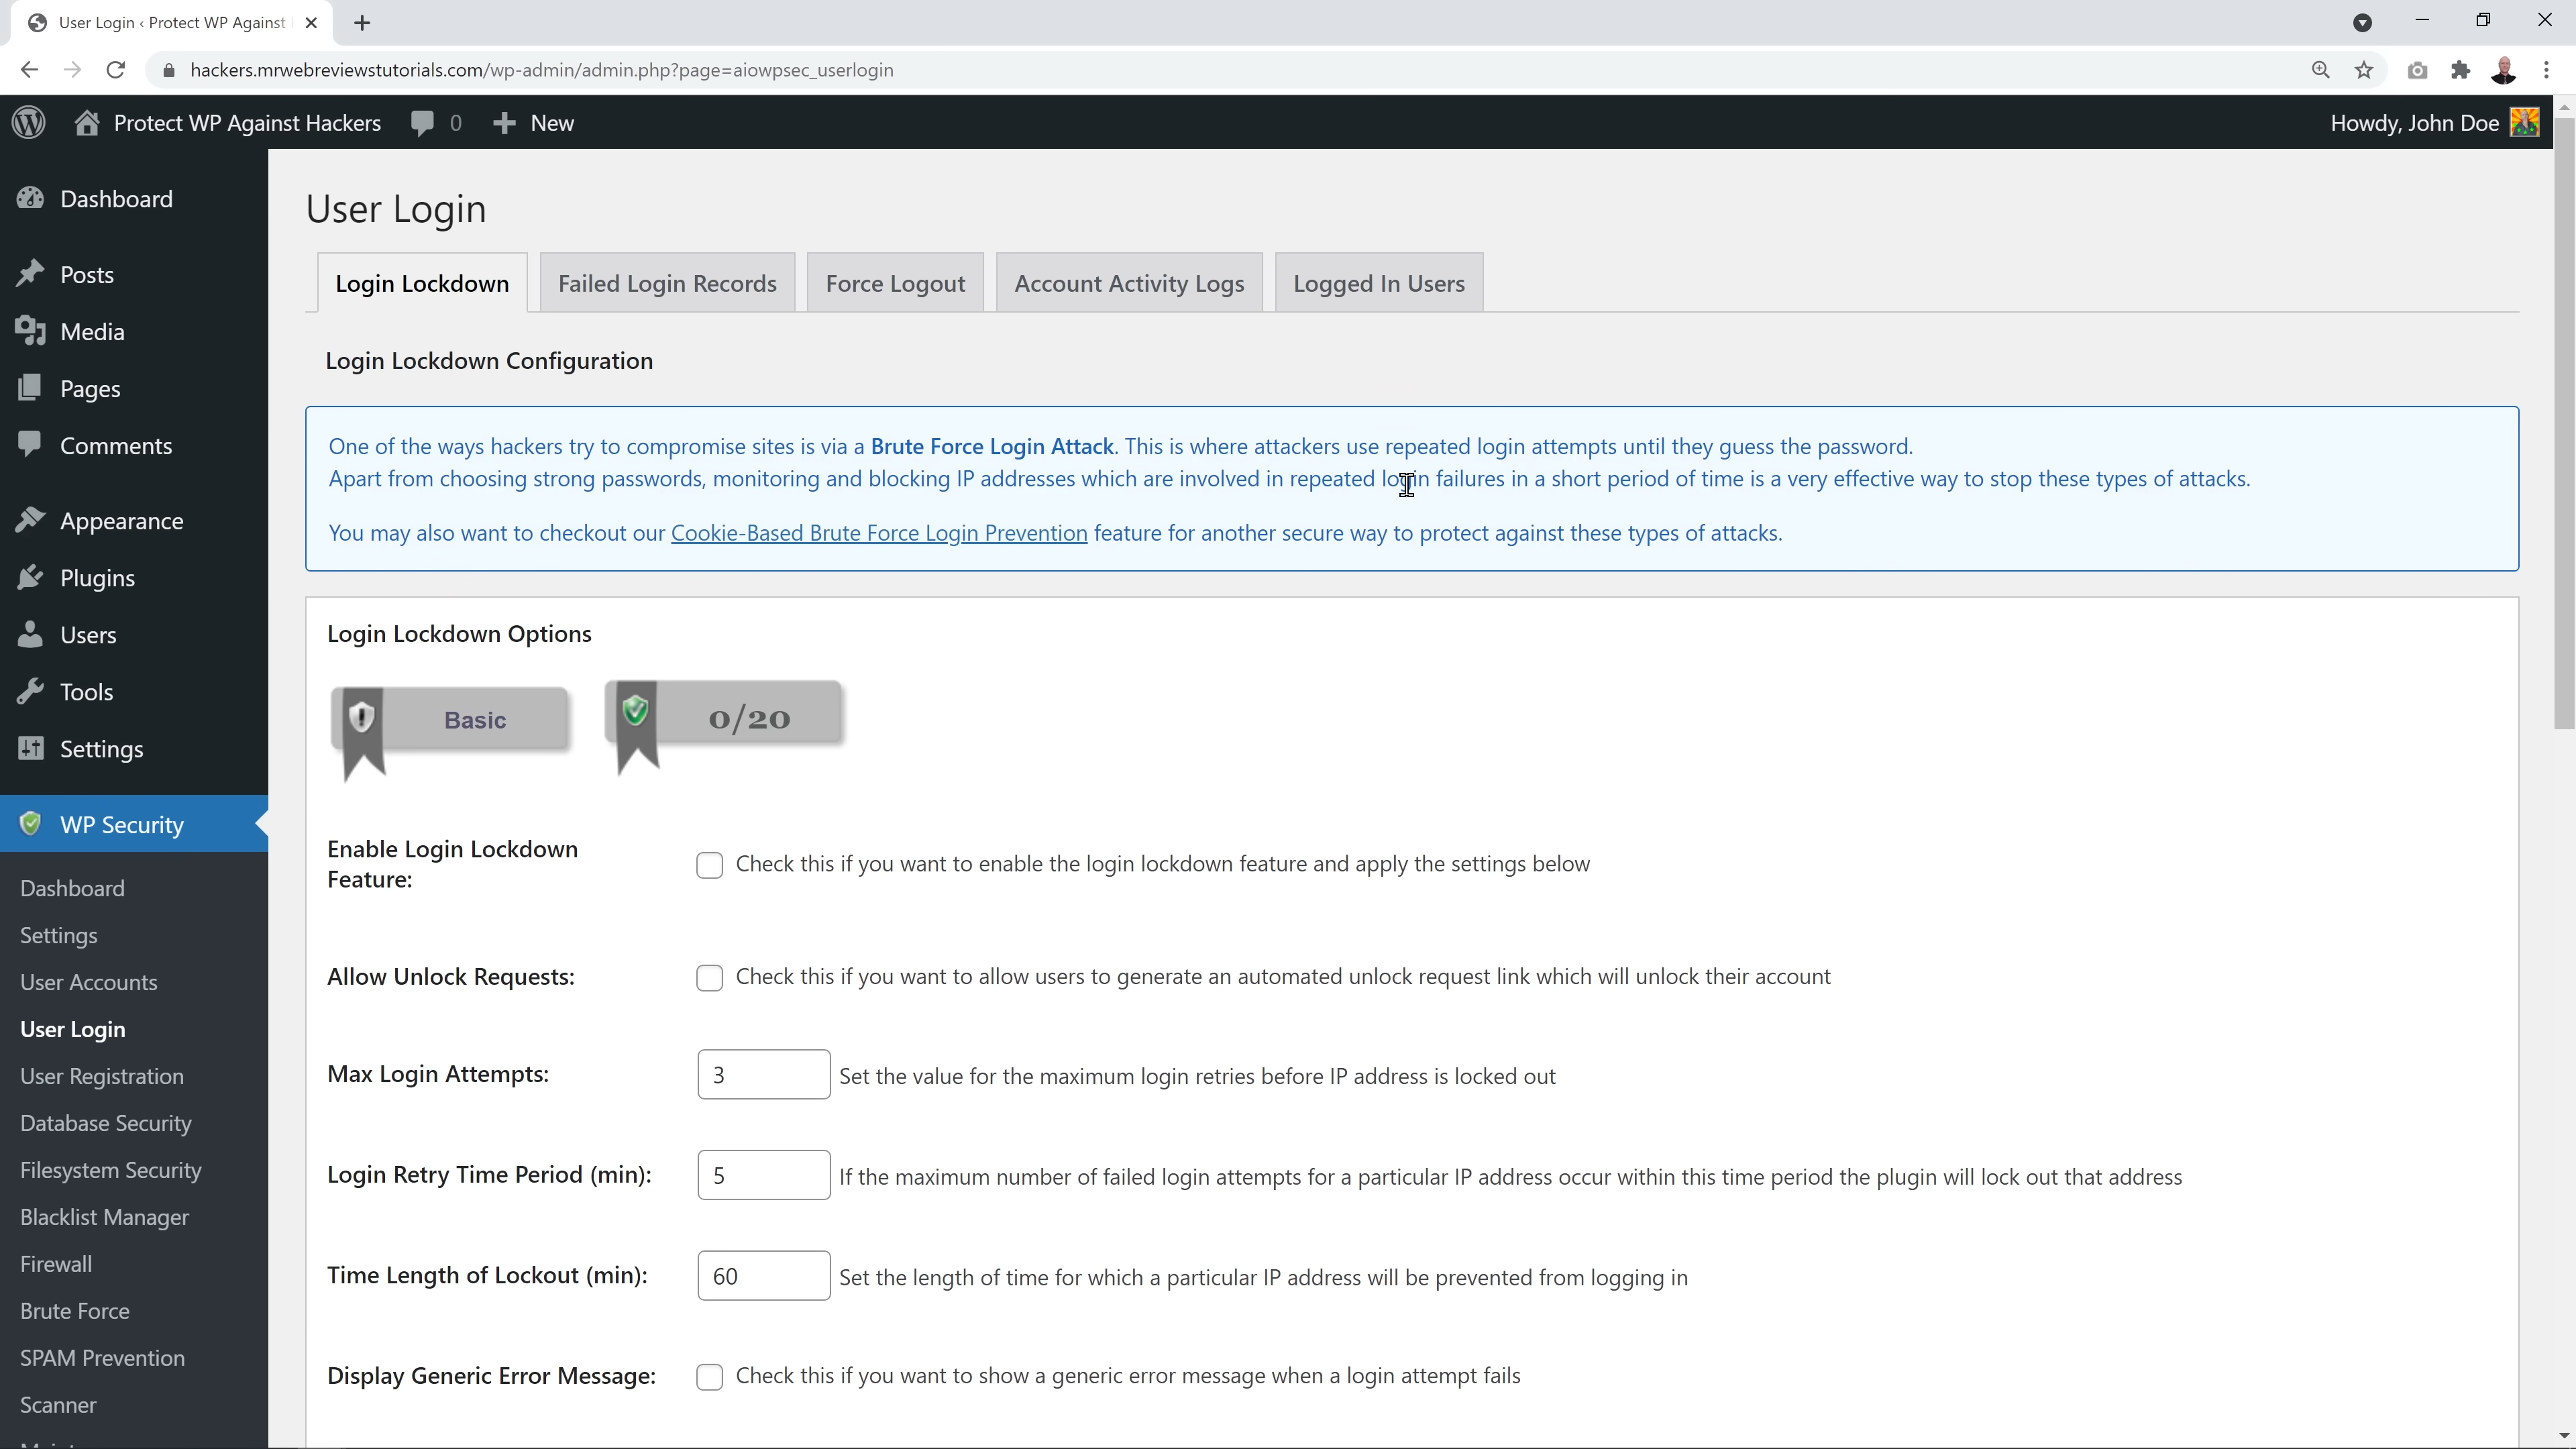 User Login ‹ Protect WP Against
hackers.mrwebreviewstutorials.com/wp-admin/admin.php?page=aiowpsec_userlogin
Protect WP Against Hackers 0 New Howdy, John Doe
Dashboard
Posts
Media
Pages
Comments
Appearance
Plugins
Users
Tools
Settings
WP Security
Dashboard
Settings
User Accounts
User Login
User Registration
Database Security
Filesystem Security
Blacklist Manager
Firewall
Brute Force
SPAM Prevention
Scanner
User Login
Login Lockdown Failed Login Records Force Logout Account Activity Logs Logged In Users
Login Lockdown Configuration
One of the ways hackers try to compromise sites is via a Brute Force Login Attack. This is where attackers use repeated login attempts until they guess the password.
Apart from choosing strong passwords, monitoring and blocking IP addresses which are involved in repeated login failures in a short period of time is a very effective way to stop these types of attacks.
You may also want to checkout our Cookie-Based Brute Force Login Prevention feature for another secure way to protect against these types of attacks.
Login Lockdown Options
Basic 0/20
Enable Login Lockdown
Feature:
Check this if you want to enable the login lockdown feature and apply the settings below
Allow Unlock Requests: Check this if you want to allow users to generate an automated unlock request link which will unlock their account
Max Login Attempts: 3 Set the value for the maximum login retries before IP address is locked out
Login Retry Time Period (min): 5 If the maximum number of failed login attempts for a particular IP address occur within this time period the plugin will lock out that address
Time Length of Lockout (min): 60 Set the length of time for which a particular IP address will be prevented from logging in
Display Generic Error Message: Check this if you want to show a generic error message when a login attempt fails